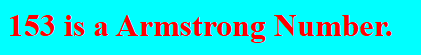 153 is a Armstrong Number.